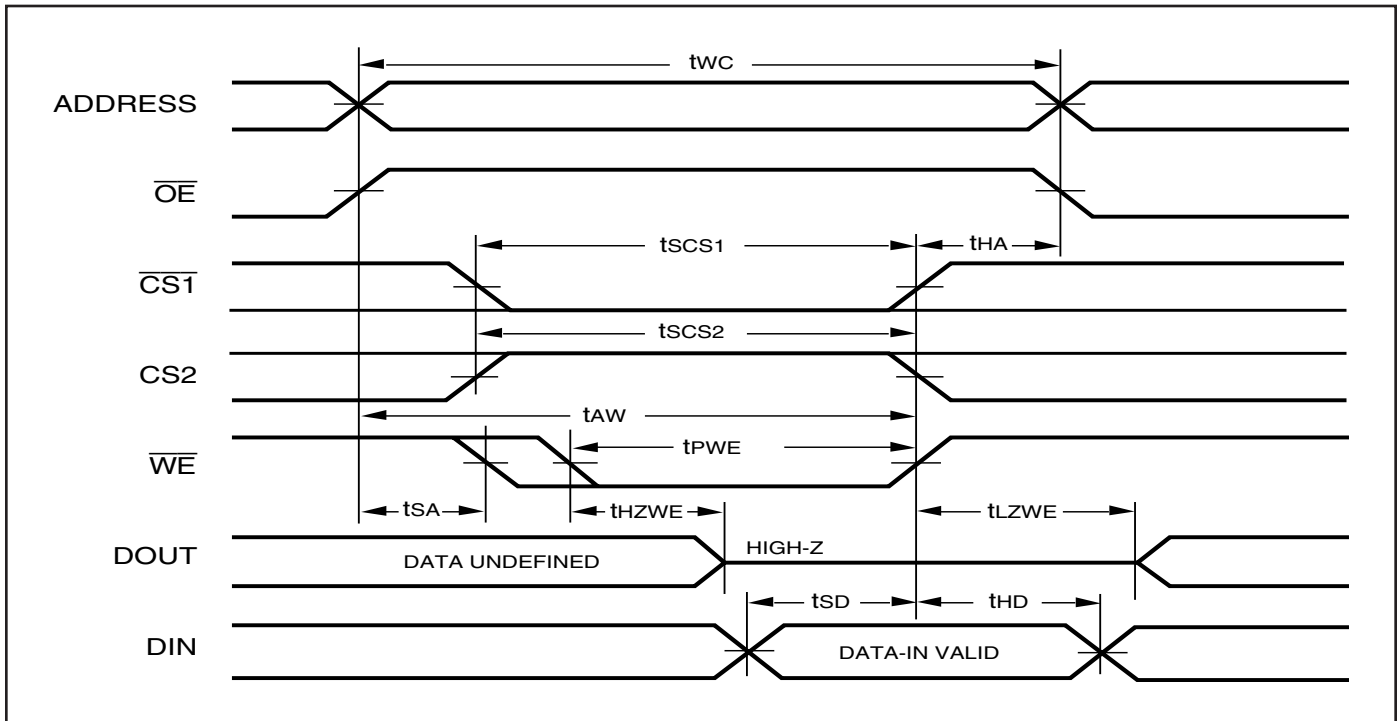 tWC
ADDRESS
OE
tSCS1
tHA
CS1
tSCS2
CS2
tAW
tPWE
WE
tSA
tHZWE
tLZWE
DOUT
DATA UNDEFINED
HIGH-Z
tSD
tHD
DIN
DATA-IN VALID